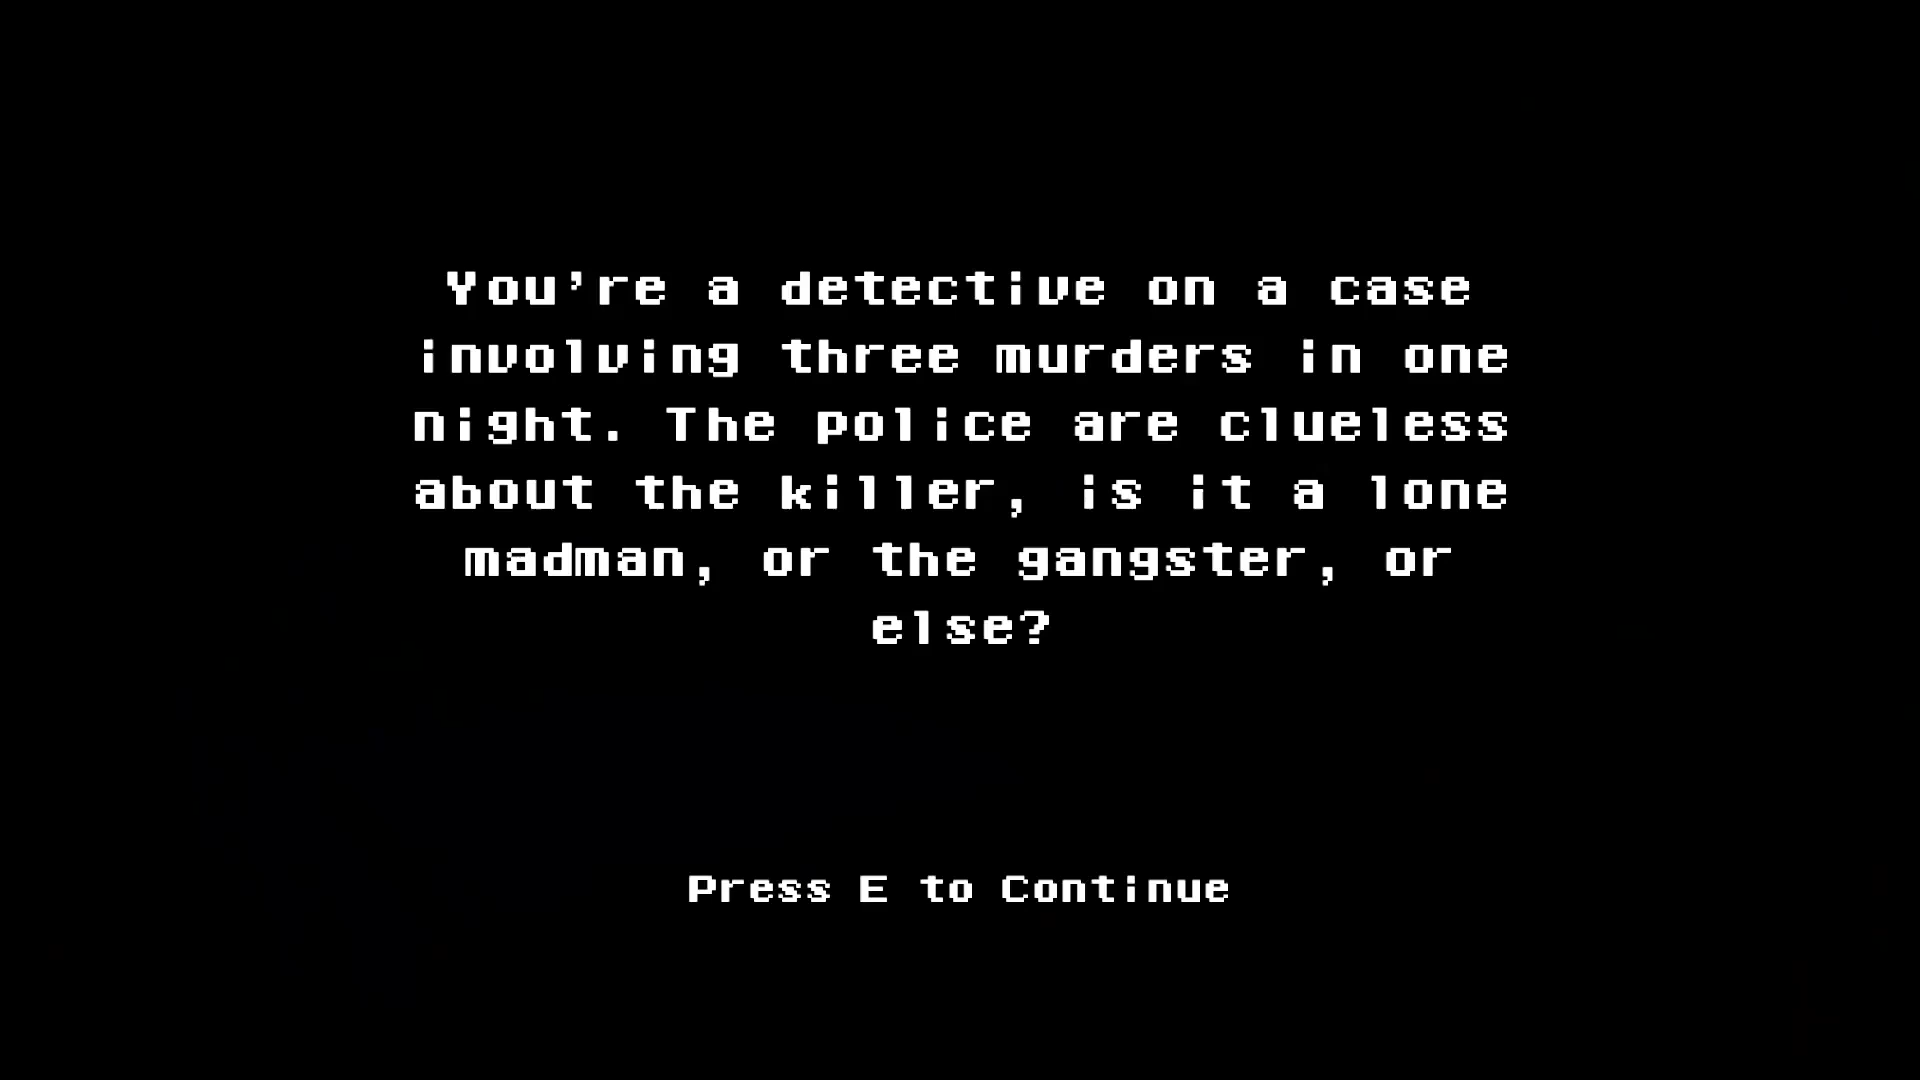 You're a detective on a case
involving three murders in one
night. The police are clueless
about the killer, is it a lone
madman, or the gangster, or
else?
Press E to Continue